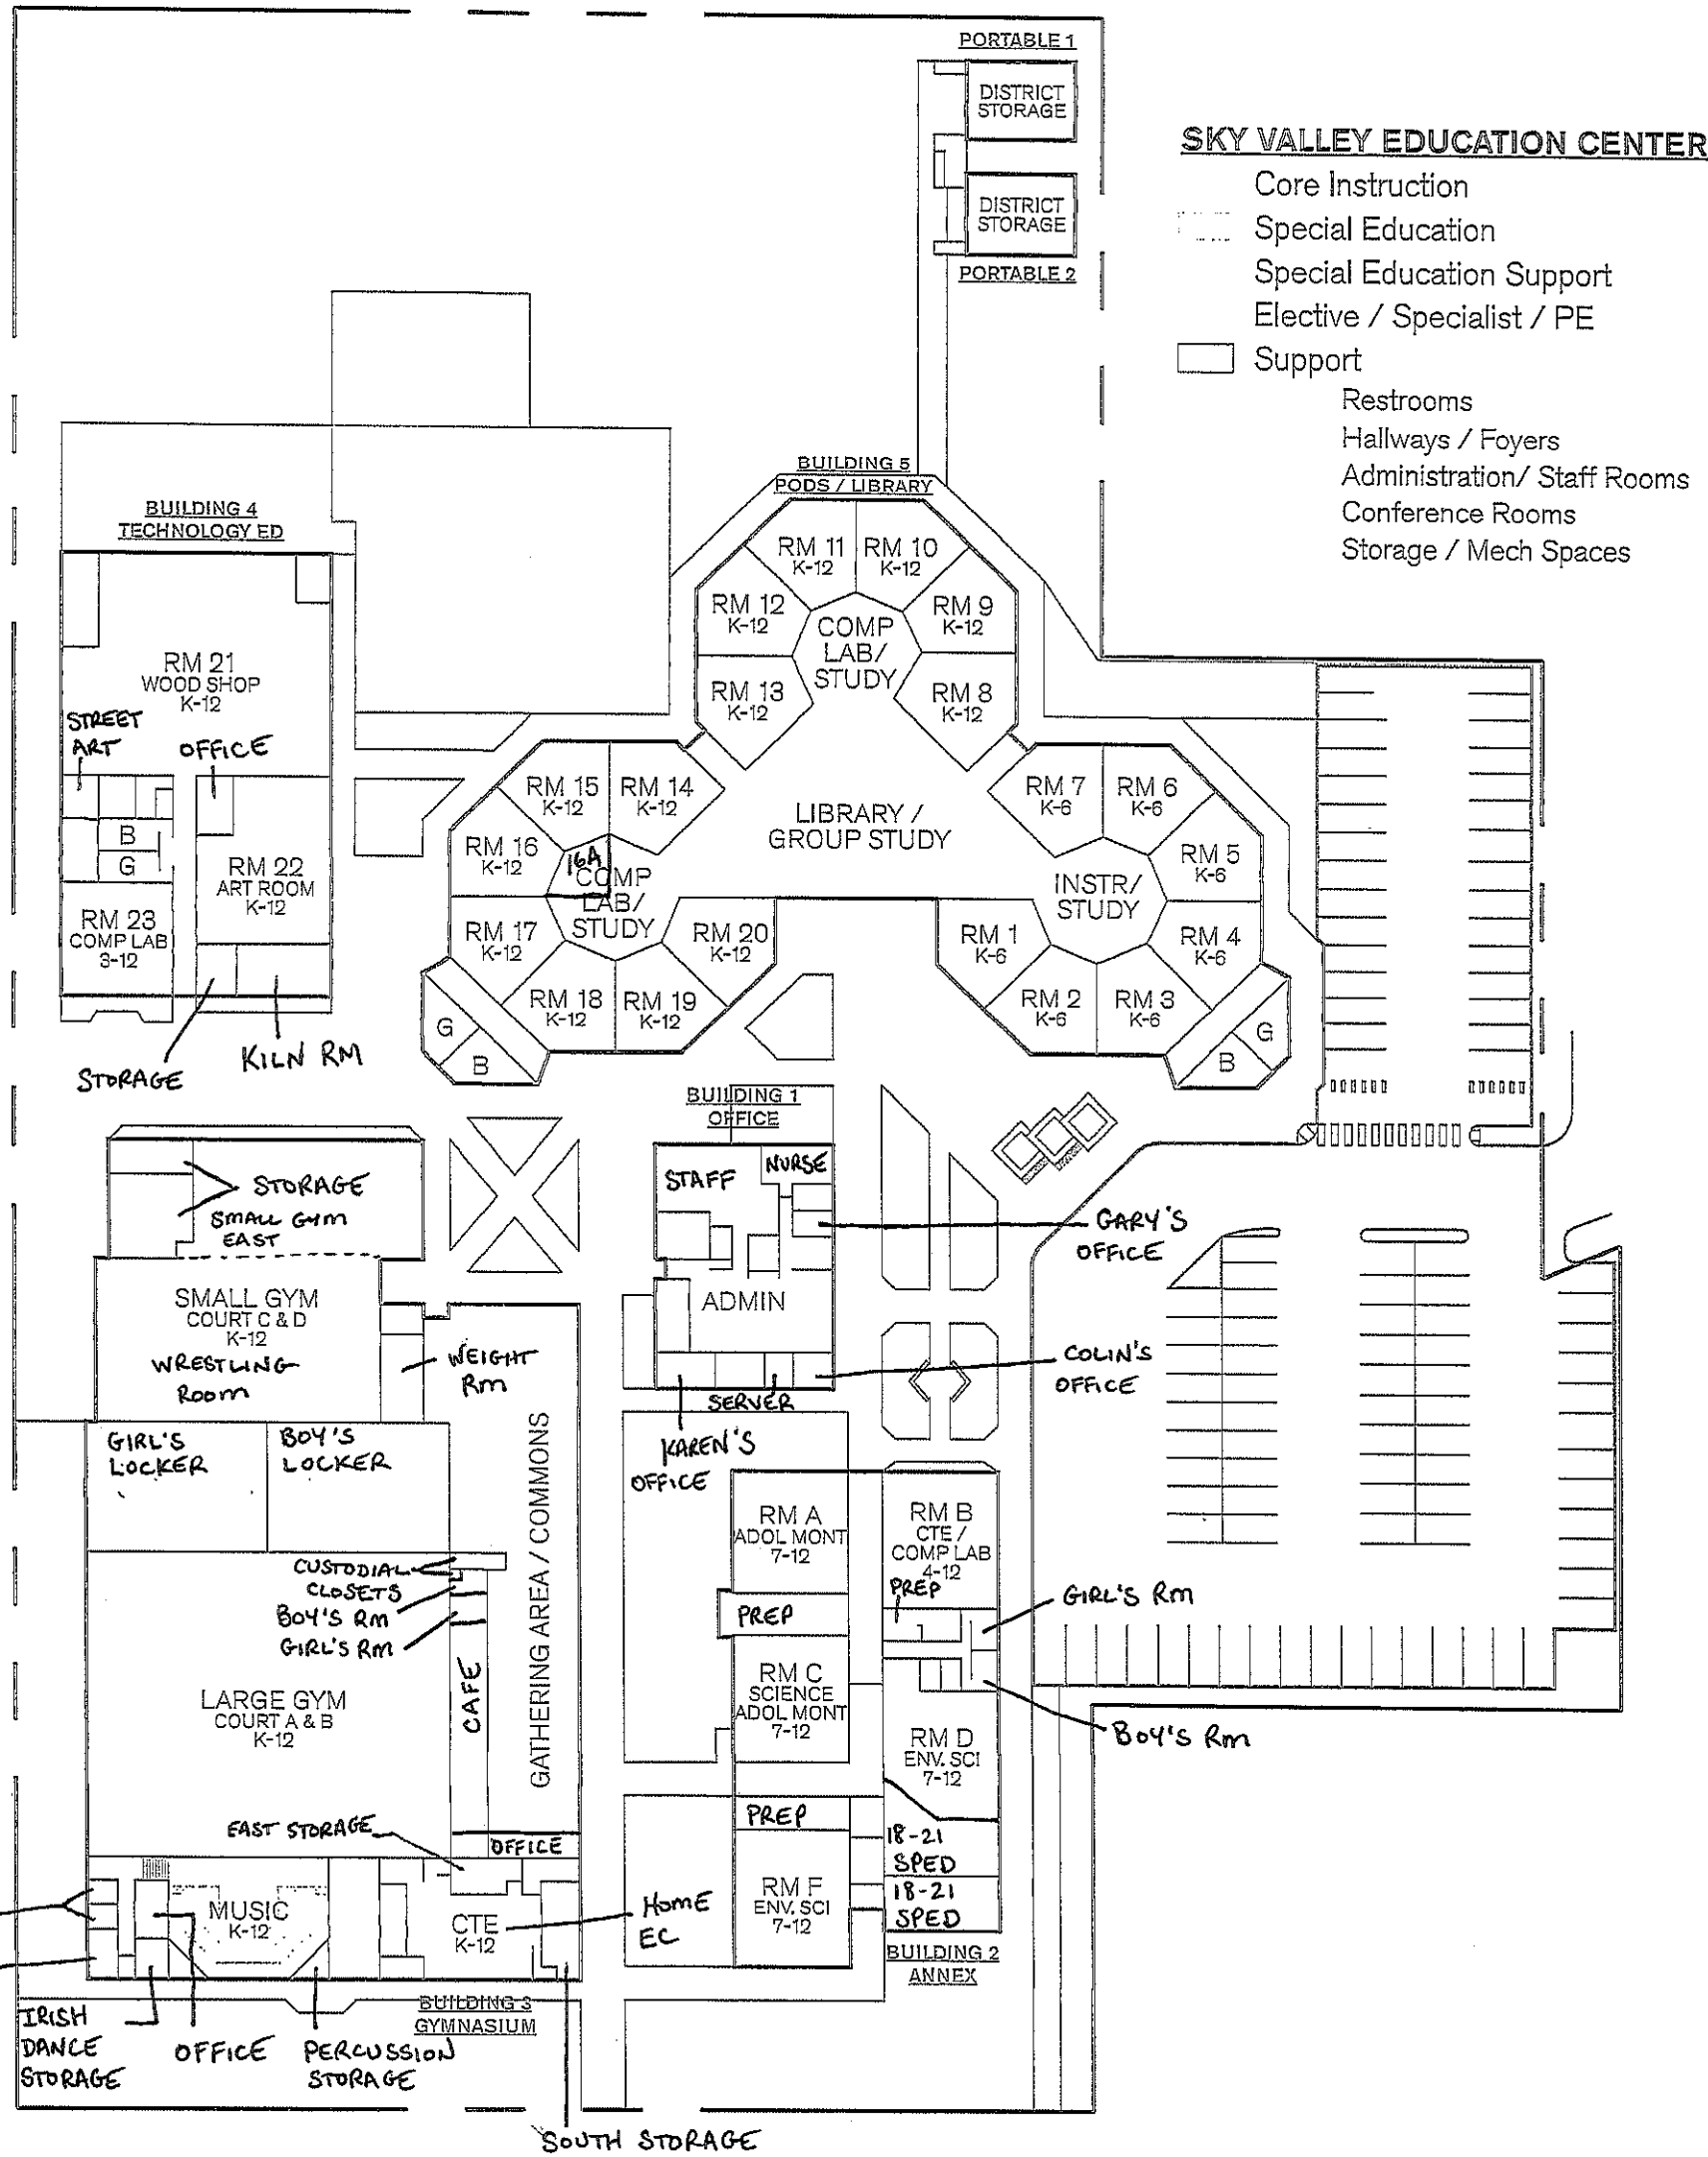 PORTABLE 1
DISTRICT
STORAGE
DISTRICT
STORAGE
PORTABLE 2
SKY VALLEY EDUCATION CENTER
Core Instruction
Special Education
Special Education Support
Elective / Specialist / PE
Support
Restrooms
Hallways / Foyers
Administration/ Staff Rooms
Conference Rooms
Storage / Mech Spaces
BUILDING 4
TECHNOLOGY ED
RM 21
WOOD SHOP
K-12
STREET
ART
OFFICE
B
G
RM 22
ART ROOM
K-12
RM 23
COMP LAB
3-12
STORAGE
KILN RM
BUILDING 5
PODS / LIBRARY
RM 11
K-12
RM 10
K-12
RM 12
K-12
RM 9
K-12
COMP
LAB/
STUDY
RM 13
K-12
RM 8
K-12
RM 15
K-12
RM 14
K-12
RM 16
K-12
16A
COMP
LAB/
STUDY
RM 17
K-12
RM 18
K-12
RM 19
K-12
RM 20
K-12
G
B
LIBRARY /
GROUP STUDY
RM 7
K-6
RM 6
K-6
RM 5
K-6
INSTR/
STUDY
RM 1
K-6
RM 4
K-6
RM 2
K-6
RM 3
K-6
G
B
BUILDING 1
OFFICE
STAFF
NURSE
GARY'S
OFFICE
ADMIN
COLIN'S
OFFICE
SERVER
KAREN'S
OFFICE
STORAGE
SMALL GYM
EAST
SMALL GYM
COURT C & D
K-12
WRESTLING
ROOM
WEIGHT
RM
GIRL'S
LOCKER
BOY'S
LOCKER
GATHERING AREA / COMMONS
CUSTODIAL
CLOSETS
BOY'S RM
GIRL'S RM
CAFE
LARGE GYM
COURT A & B
K-12
EAST STORAGE
OFFICE
MUSIC
K-12
CTE
K-12
HOME
EC
IRISH
DANCE
STORAGE
OFFICE
PERCUSSION
STORAGE
BUILDING 3
GYMNASIUM
SOUTH STORAGE
RM A
ADOL MONT
7-12
RM B
CTE /
COMP LAB
4-12
PREP
PREP
GIRL'S RM
RM C
SCIENCE
ADOL MONT
7-12
BOY'S RM
RM D
ENV. SCI
7-12
PREP
18-21
SPED
RM F
ENV. SCI
7-12
18-21
SPED
BUILDING 2
ANNEX